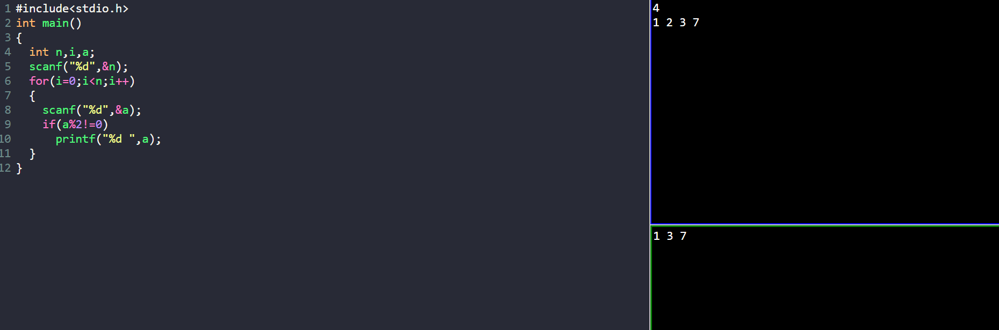 1 #include<stdio.h>
2 int main()
3 {
4   int n,i,a;
5   scanf("%d",&n);
6   for(i=0;i<n;i++)
7   {
8     scanf("%d",&a);
9     if(a%2!=0)
10       printf("%d ",a);
11   }
12 }
4
1 2 3 7
1 3 7